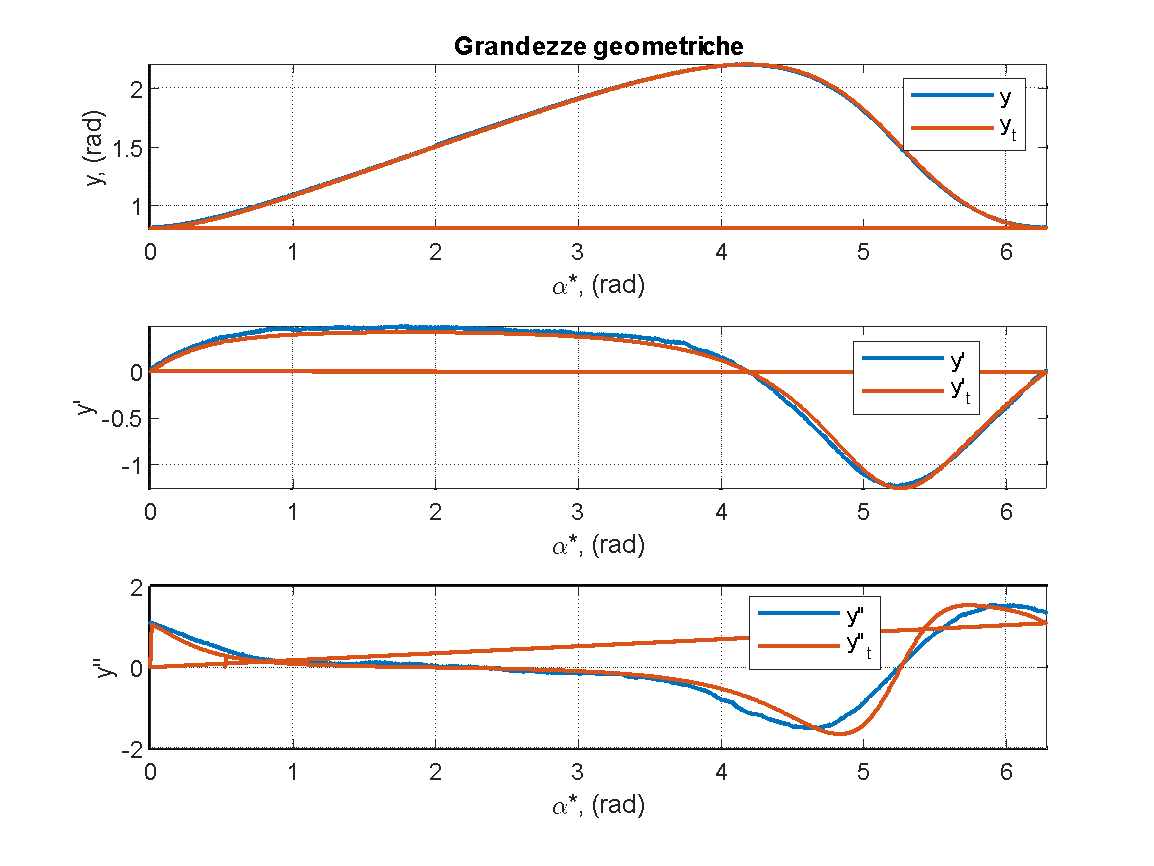 Grandezze geometriche
y, (rad)
2
1.5
1
y
y_t
0 1 2 3 4 5 6
α*, (rad)
y'
0
-0.5
-1
y'
y'_t
0 1 2 3 4 5 6
α*, (rad)
y"
2
0
-2
y"
y"_t
0 1 2 3 4 5 6
α*, (rad)